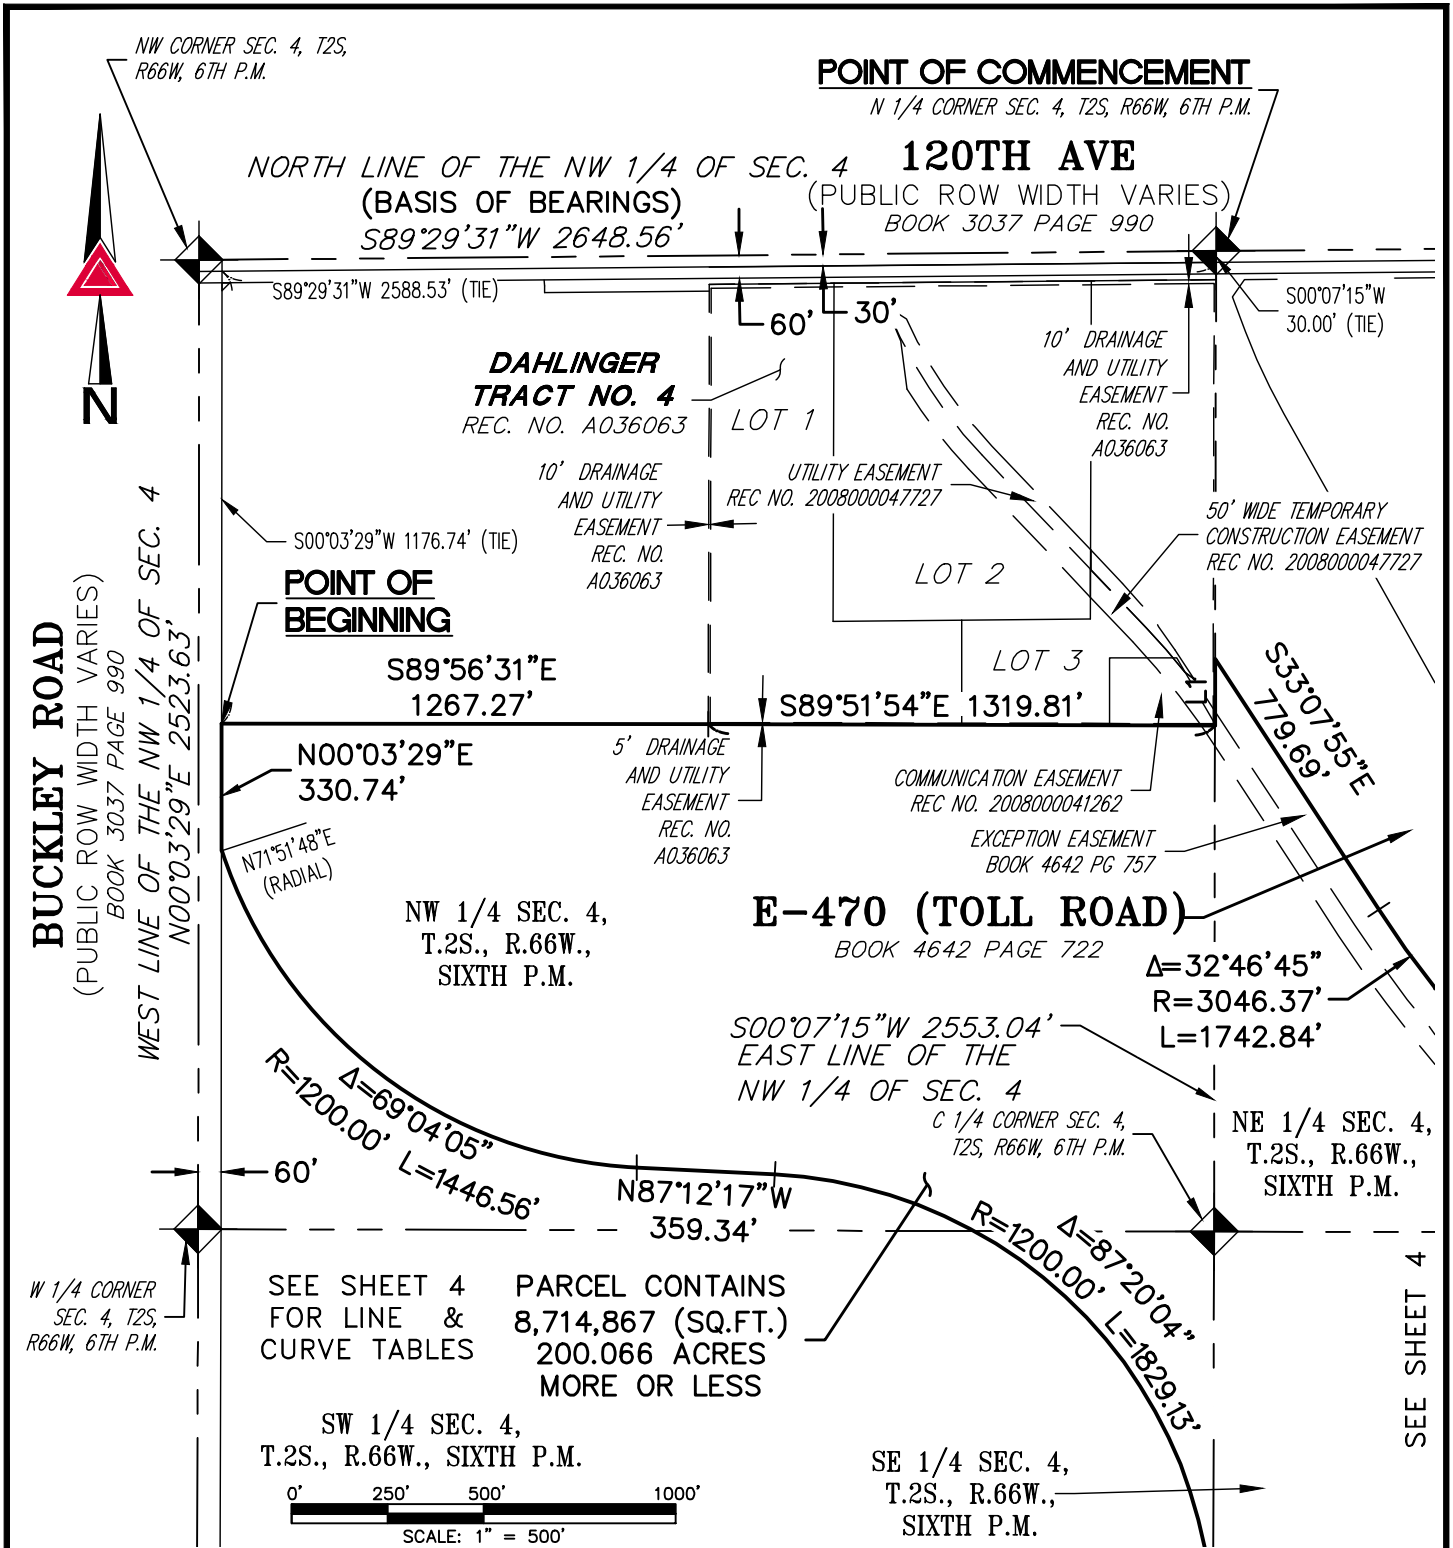 NW CORNER SEC. 4, T2S,
R66W, 6TH P.M.
POINT OF COMMENCEMENT
N 1/4 CORNER SEC. 4, T2S, R66W, 6TH P.M.
120TH AVE
(PUBLIC ROW WIDTH VARIES)
BOOK 3037 PAGE 990
NORTH LINE OF THE NW 1/4 OF SEC. 4
(BASIS OF BEARINGS)
S89°29'31"W 2648.56'
S89°29'31"W 2588.53' (TIE)
60'
30'
S00°07'15"W
30.00' (TIE)
N
DAHLINGER
TRACT NO. 4
REC. NO. A036063
LOT 1
10' DRAINAGE
AND UTILITY
EASEMENT
REC. NO.
A036063
10' DRAINAGE
AND UTILITY
EASEMENT
REC. NO.
A036063
UTILITY EASEMENT
REC NO. 2008000047727
50' WIDE TEMPORARY
CONSTRUCTION EASEMENT
REC NO. 2008000047727
S00°03'29"W 1176.74' (TIE)
LOT 2
POINT OF
BEGINNING
LOT 3
S89°56'31"E
1267.27'
S89°51'54"E 1319.81'
S33°07'55"E
779.69'
BUCKLEY ROAD
(PUBLIC ROW WIDTH VARIES)
BOOK 3037 PAGE 990
WEST LINE OF THE NW 1/4 OF SEC. 4
N00°03'29"E 2523.63'
N00°03'29"E
330.74'
5' DRAINAGE
AND UTILITY
EASEMENT
REC. NO.
A036063
COMMUNICATION EASEMENT
REC NO. 2008000041262
EXCEPTION EASEMENT
BOOK 4642 PG 757
N71°51'48"E
(RADIAL)
NW 1/4 SEC. 4,
T.2S., R.66W.,
SIXTH P.M.
E-470 (TOLL ROAD)
BOOK 4642 PAGE 722
Δ=32°46'45"
R=3046.37'
L=1742.84'
S00°07'15"W 2553.04'
EAST LINE OF THE
NW 1/4 OF SEC. 4
C 1/4 CORNER SEC. 4,
T2S, R66W, 6TH P.M.
NE 1/4 SEC. 4,
T.2S., R.66W.,
SIXTH P.M.
Δ=69°04'05"
R=1200.00'
L=1446.56'
60'
N87°12'17"W
359.34'
Δ=87°20'04"
R=1200.00'
L=1829.13'
W 1/4 CORNER
SEC. 4, T2S,
R66W, 6TH P.M.
SEE SHEET 4
FOR LINE &
CURVE TABLES
PARCEL CONTAINS
8,714,867 (SQ.FT.)
200.066 ACRES
MORE OR LESS
SEE SHEET 4
SW 1/4 SEC. 4,
T.2S., R.66W., SIXTH P.M.
SE 1/4 SEC. 4,
T.2S., R.66W.,
SIXTH P.M.
0' 250' 500' 1000'
SCALE: 1" = 500'